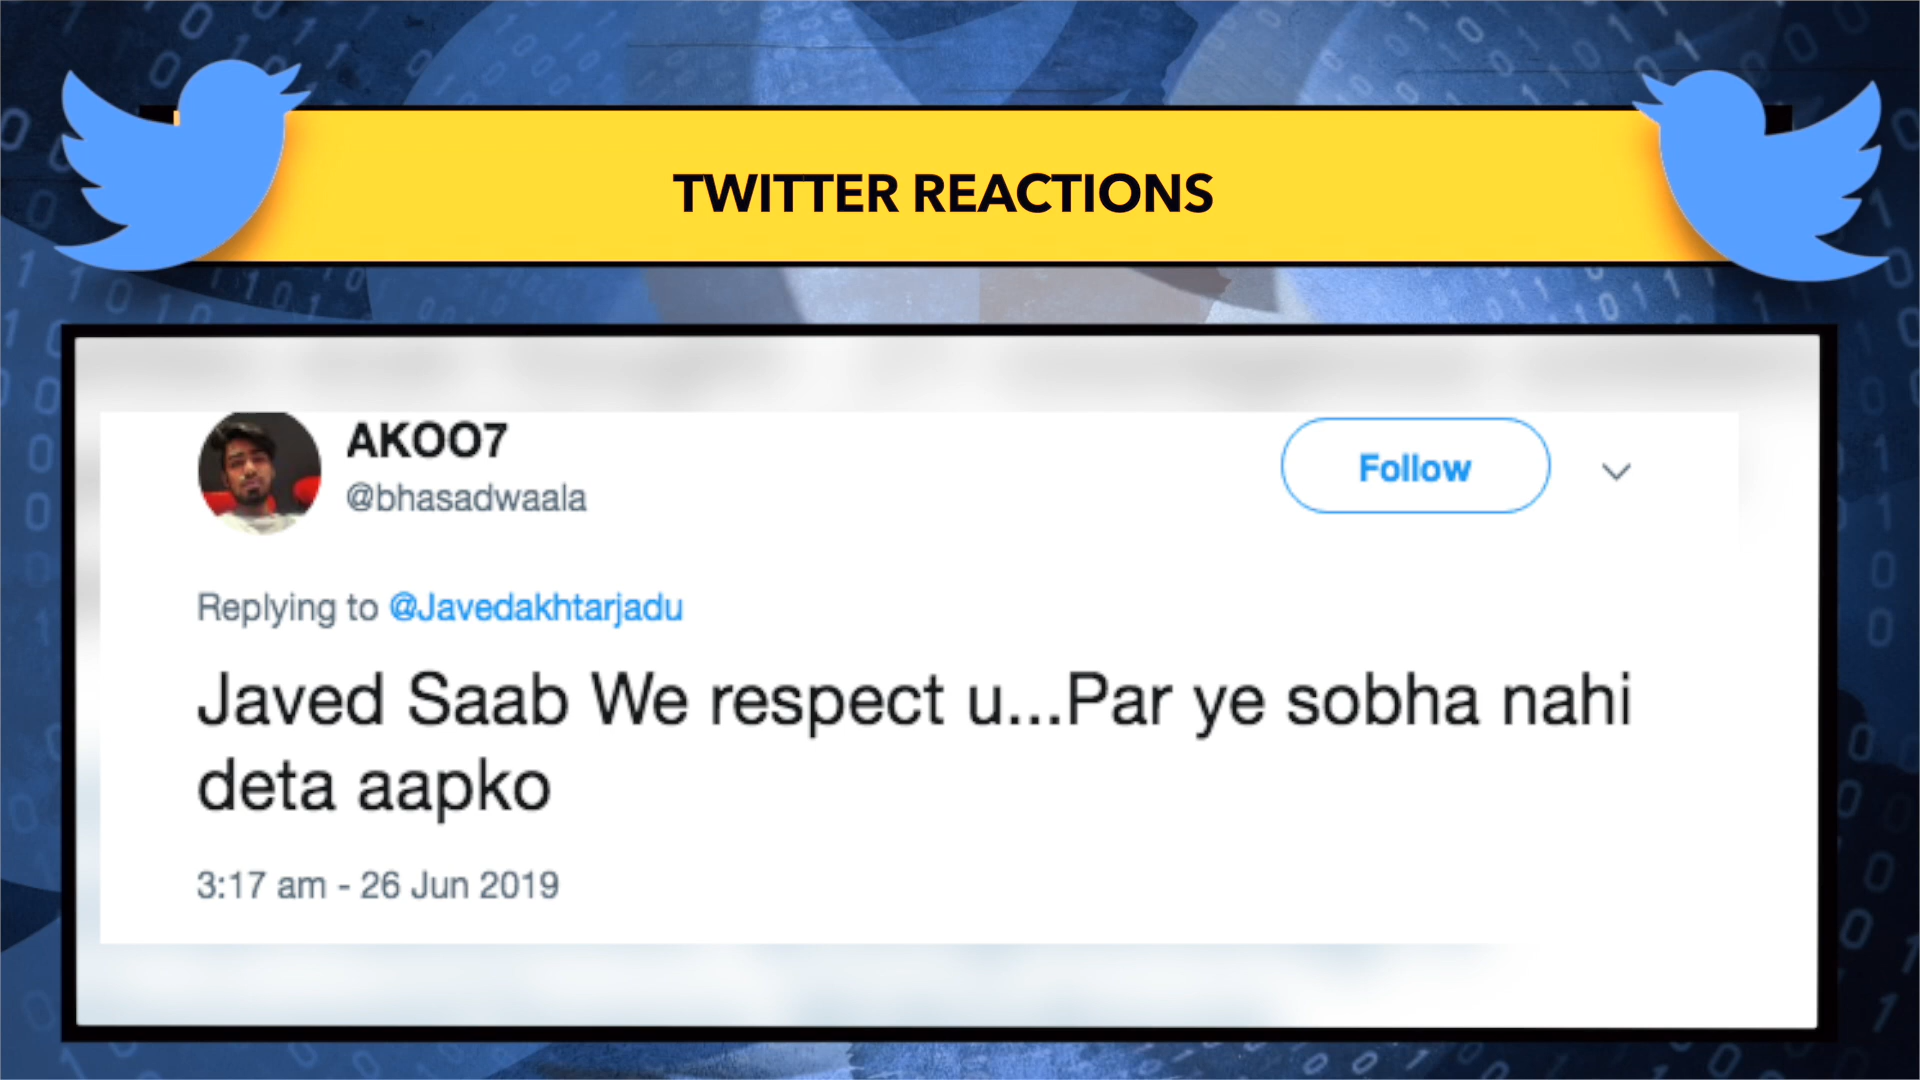 TWITTER REACTIONS
AKOO7
@bhasadwaala
Follow
Replying to @Javedakhtarjadu
Javed Saab We respect u...Par ye sobha nahi
deta aapko
3:17 am - 26 Jun 2019